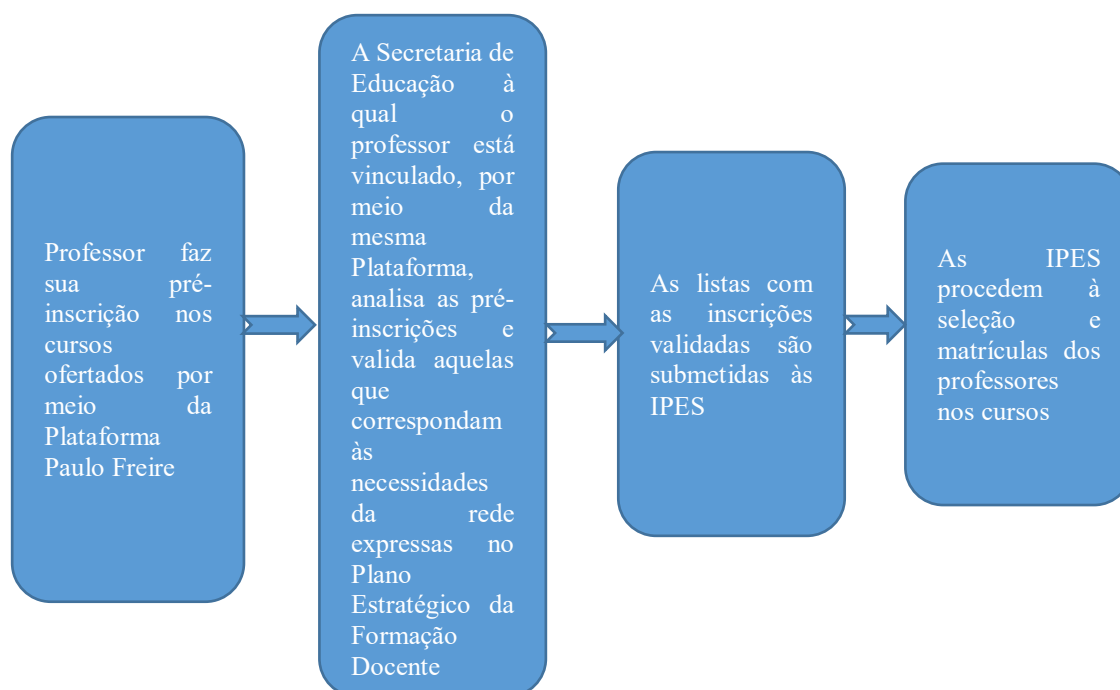 Professor faz
sua pré-
inscrição nos
cursos
ofertados por
meio da
Plataforma
Paulo Freire
A Secretaria de
Educação à
qual o
professor está
vinculado, por
meio da
mesma
Plataforma,
analisa as pré-
inscrições e
valida aquelas
que
correspondam
às
necessidades
da rede
expressas no
Plano
Estratégico da
Formação
Docente
As listas com
as inscrições
validadas são
submetidas às
IPES
As IPES
procedem à
seleção e
matrículas dos
professores
nos cursos